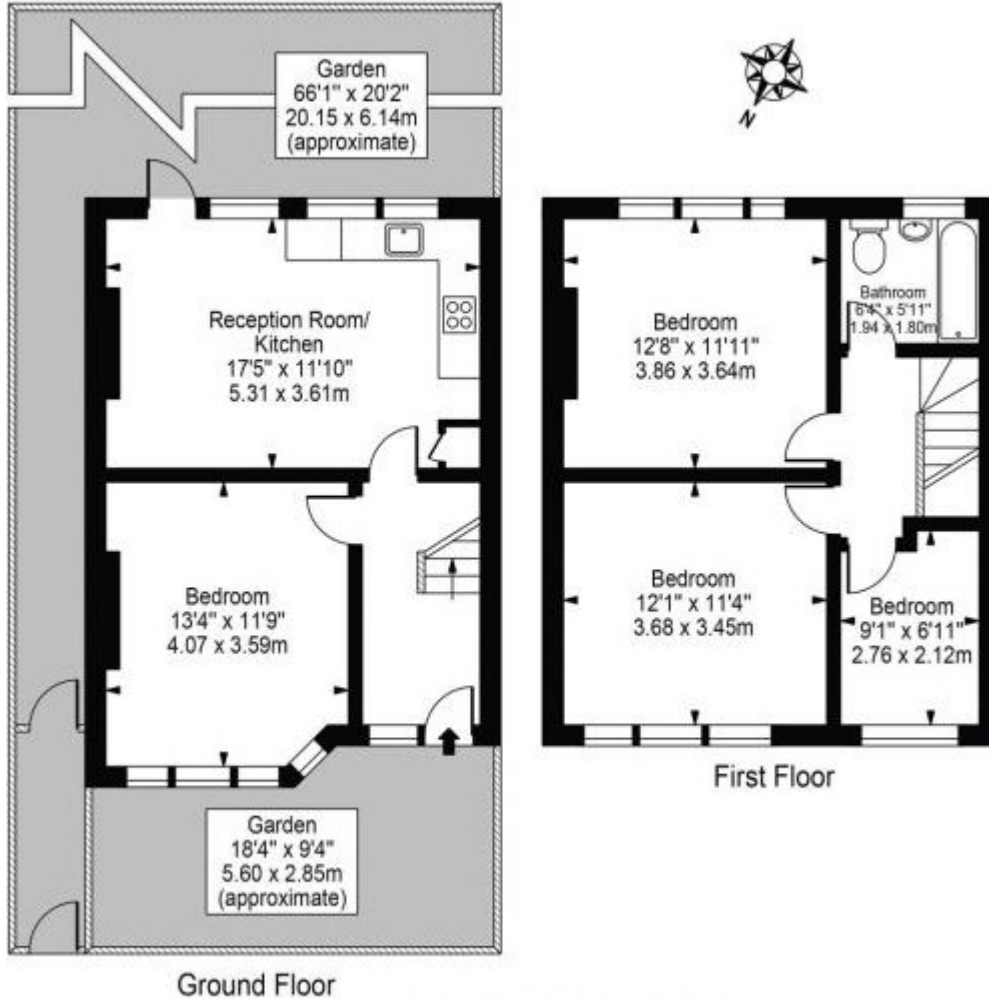 Garden
66'1" x 20'2"
20.15 x 6.14m
(approximate)
N
Reception Room/
Kitchen
17'5" x 11'10"
5.31 x 3.61m
Bedroom
13'4" x 11'9"
4.07 x 3.59m
Garden
18'4" x 9'4"
5.60 x 2.85m
(approximate)
Ground Floor
Bedroom
12'8" x 11'11"
3.86 x 3.64m
Bathroom
6'4" x 5'11"
1.94 x 1.80m
Bedroom
12'1" x 11'4"
3.68 x 3.45m
Bedroom
9'1" x 6'11"
2.76 x 2.12m
First Floor